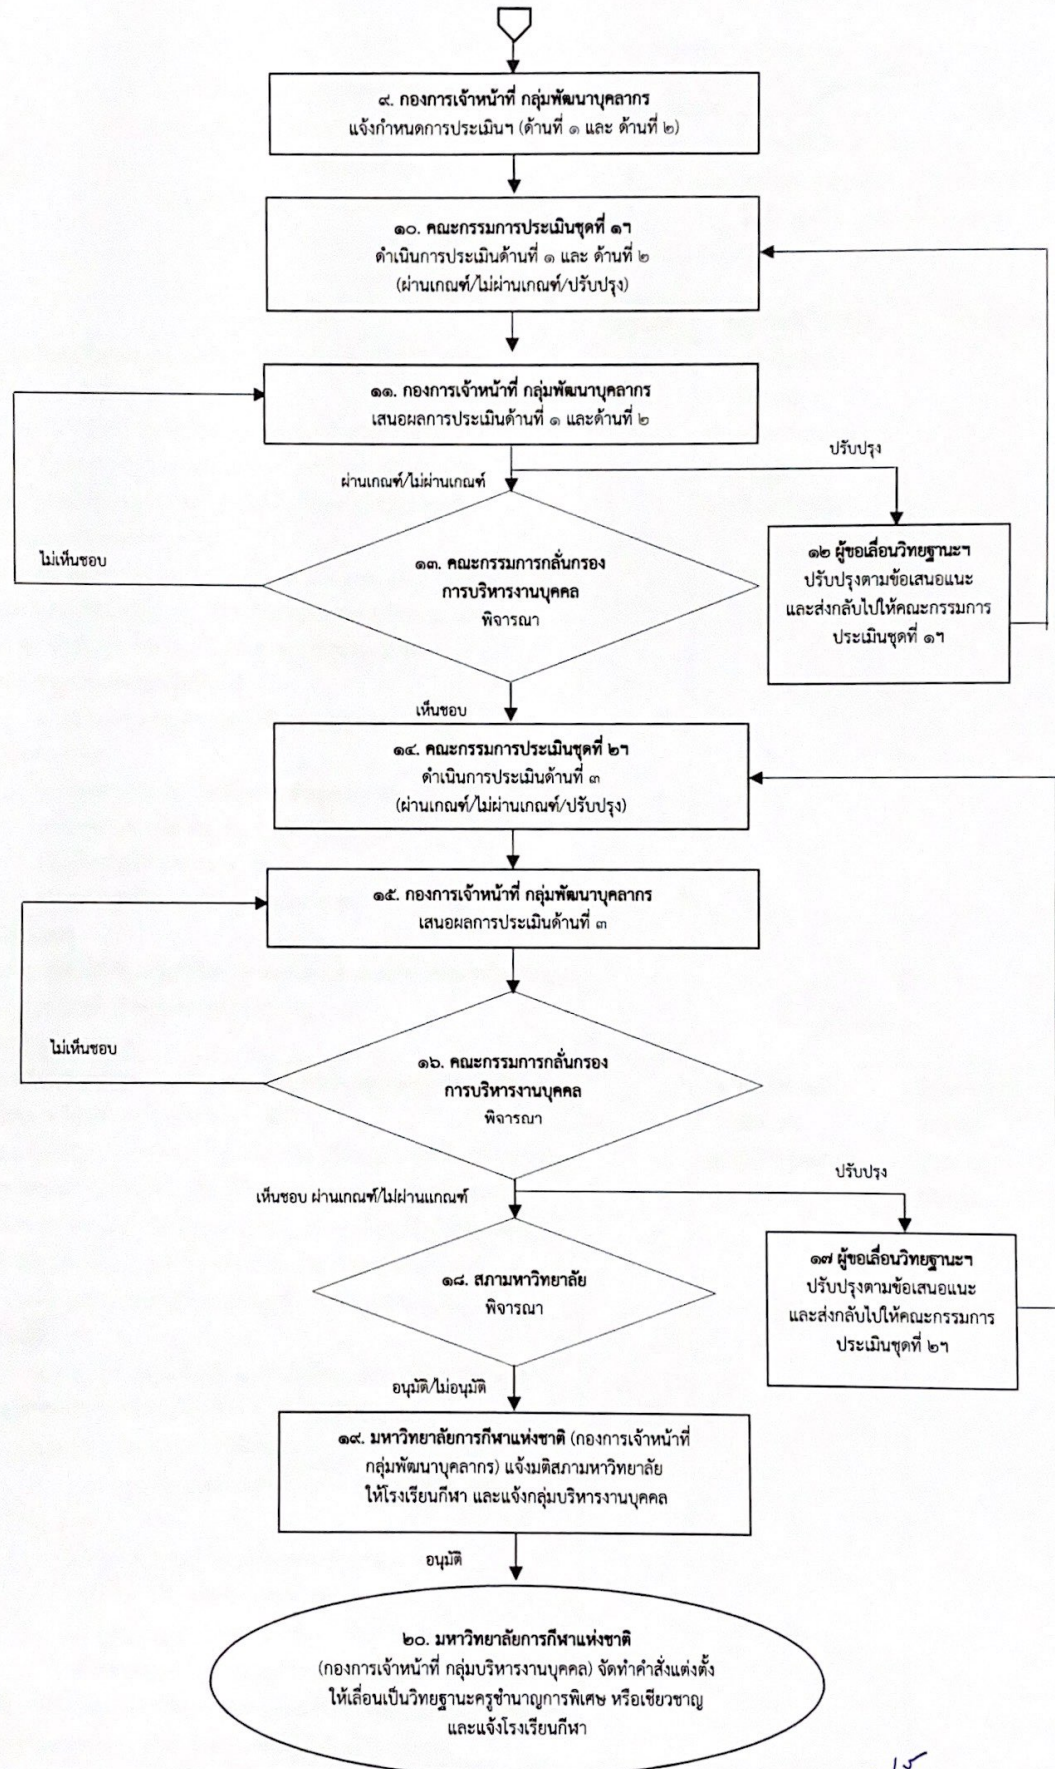 ๙. กองการเจ้าหน้าที่ กลุ่มพัฒนาบุคลากร
แจ้งกำหนดการประเมินฯ (ด้านที่ ๑ และ ด้านที่ ๒)
๑๐. คณะกรรมการประเมินชุดที่ ๑ฯ
ดำเนินการประเมินด้านที่ ๑ และ ด้านที่ ๒
(ผ่านเกณฑ์/ไม่ผ่านเกณฑ์/ปรับปรุง)
๑๑. กองการเจ้าหน้าที่ กลุ่มพัฒนาบุคลากร
เสนอผลการประเมินด้านที่ ๑ และด้านที่ ๒
ปรับปรุง
ผ่านเกณฑ์/ไม่ผ่านเกณฑ์
ไม่เห็นชอบ
๑๓. คณะกรรมการกลั่นกรอง
การบริหารงานบุคคล
พิจารณา
๑๒ ผู้ขอเลื่อนวิทยฐานะฯ
ปรับปรุงตามข้อเสนอแนะ
และส่งกลับไปให้คณะกรรมการ
ประเมินชุดที่ ๑ฯ
เห็นชอบ
๑๔. คณะกรรมการประเมินชุดที่ ๒ฯ
ดำเนินการประเมินด้านที่ ๓
(ผ่านเกณฑ์/ไม่ผ่านเกณฑ์/ปรับปรุง)
๑๕. กองการเจ้าหน้าที่ กลุ่มพัฒนาบุคลากร
เสนอผลการประเมินด้านที่ ๓
ไม่เห็นชอบ
๑๖. คณะกรรมการกลั่นกรอง
การบริหารงานบุคคล
พิจารณา
ปรับปรุง
เห็นชอบ ผ่านเกณฑ์/ไม่ผ่านแกณฑ์
๑๘. สภามหาวิทยาลัย
พิจารณา
๑๗ ผู้ขอเลื่อนวิทยฐานะฯ
ปรับปรุงตามข้อเสนอแนะ
และส่งกลับไปให้คณะกรรมการ
ประเมินชุดที่ ๒ฯ
อนุมัติ/ไม่อนุมัติ
๑๙. มหาวิทยาลัยการกีฬาแห่งชาติ (กองการเจ้าหน้าที่
กลุ่มพัฒนาบุคลากร) แจ้งมติสภามหาวิทยาลัย
ให้โรงเรียนกีฬา และแจ้งกลุ่มบริหารงานบุคคล
อนุมัติ
๒๐. มหาวิทยาลัยการกีฬาแห่งชาติ
(กองการเจ้าหน้าที่ กลุ่มบริหารงานบุคคล) จัดทำคำสั่งแต่งตั้ง
ให้เลื่อนเป็นวิทยฐานะครูชำนาญการพิเศษ หรือเชียวชาญ
และแจ้งโรงเรียนกีฬา